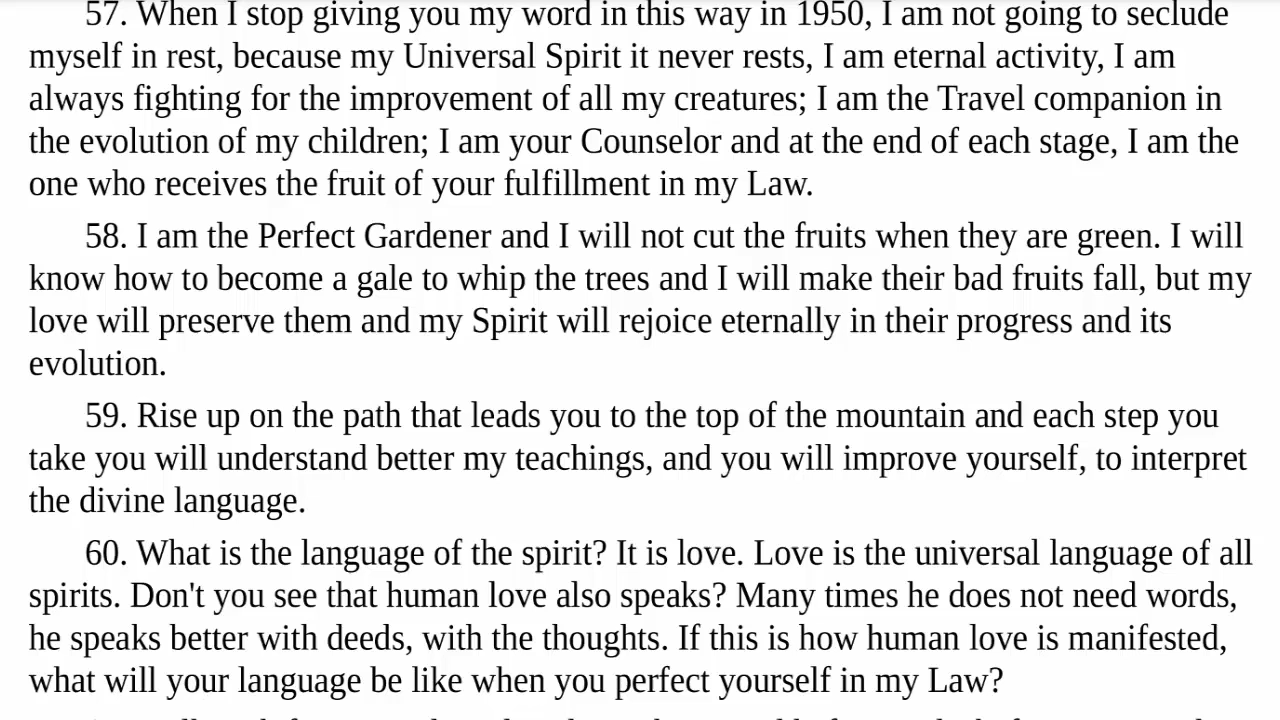 57. When I stop giving you my word in this way in 1950, I am not going to seclude
myself in rest, because my Universal Spirit it never rests, I am eternal activity, I am
always fighting for the improvement of all my creatures; I am the Travel companion in
the evolution of my children; I am your Counselor and at the end of each stage, I am the
one who receives the fruit of your fulfillment in my Law.
58. I am the Perfect Gardener and I will not cut the fruits when they are green. I will
know how to become a gale to whip the trees and I will make their bad fruits fall, but my
love will preserve them and my Spirit will rejoice eternally in their progress and its
evolution.
59. Rise up on the path that leads you to the top of the mountain and each step you
take you will understand better my teachings, and you will improve yourself, to interpret
the divine language.
60. What is the language of the spirit? It is love. Love is the universal language of all
spirits. Don't you see that human love also speaks? Many times he does not need words,
he speaks better with deeds, with the thoughts. If this is how human love is manifested,
what will your language be like when you perfect yourself in my Law?